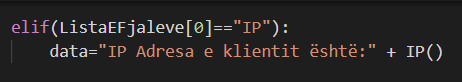 elif(ListaEFjaleve[0]=="IP"):
    data="IP Adresa e klientit është:" + IP()